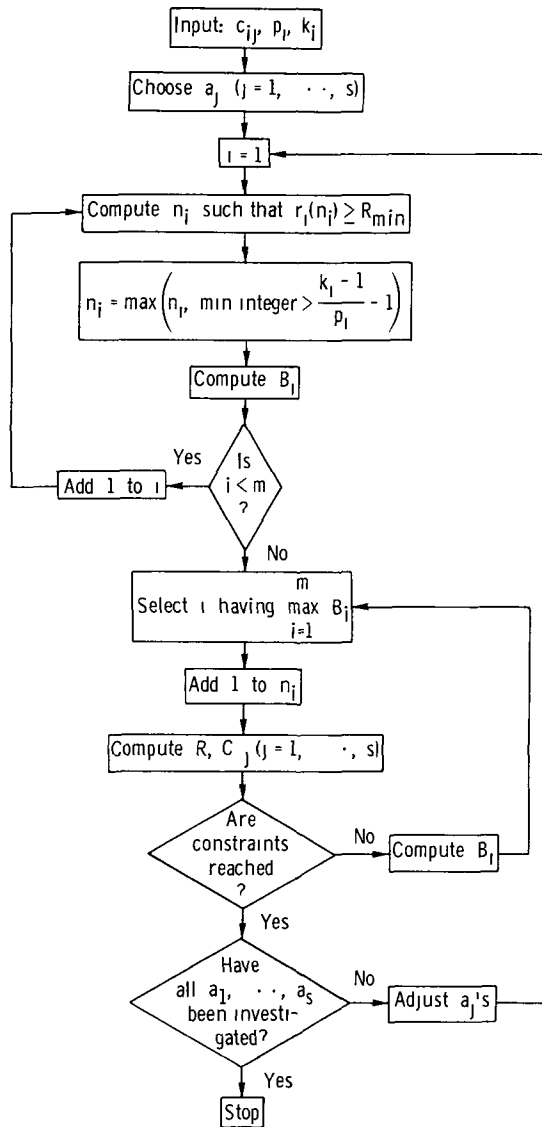 Input: c_ij, p_i, k_i
Choose a_j (j = 1, ··, s)
i = 1
Compute n_i such that r_i(n_i) ≥ R_min
n_i = max(n_i, min integer > (k_i - 1)/p_i - 1)
Compute B_i
Yes
Is
i < m
?
Add 1 to i
No
m
Select i having max B_i
i=1
Add 1 to n_i
Compute R, C_j (j = 1, ·, s)
Are
constraints
reached
?
No
Compute B_i
Yes
Have
all a_1, ··, a_s
been investi-
gated?
No
Adjust a_j's
Yes
Stop